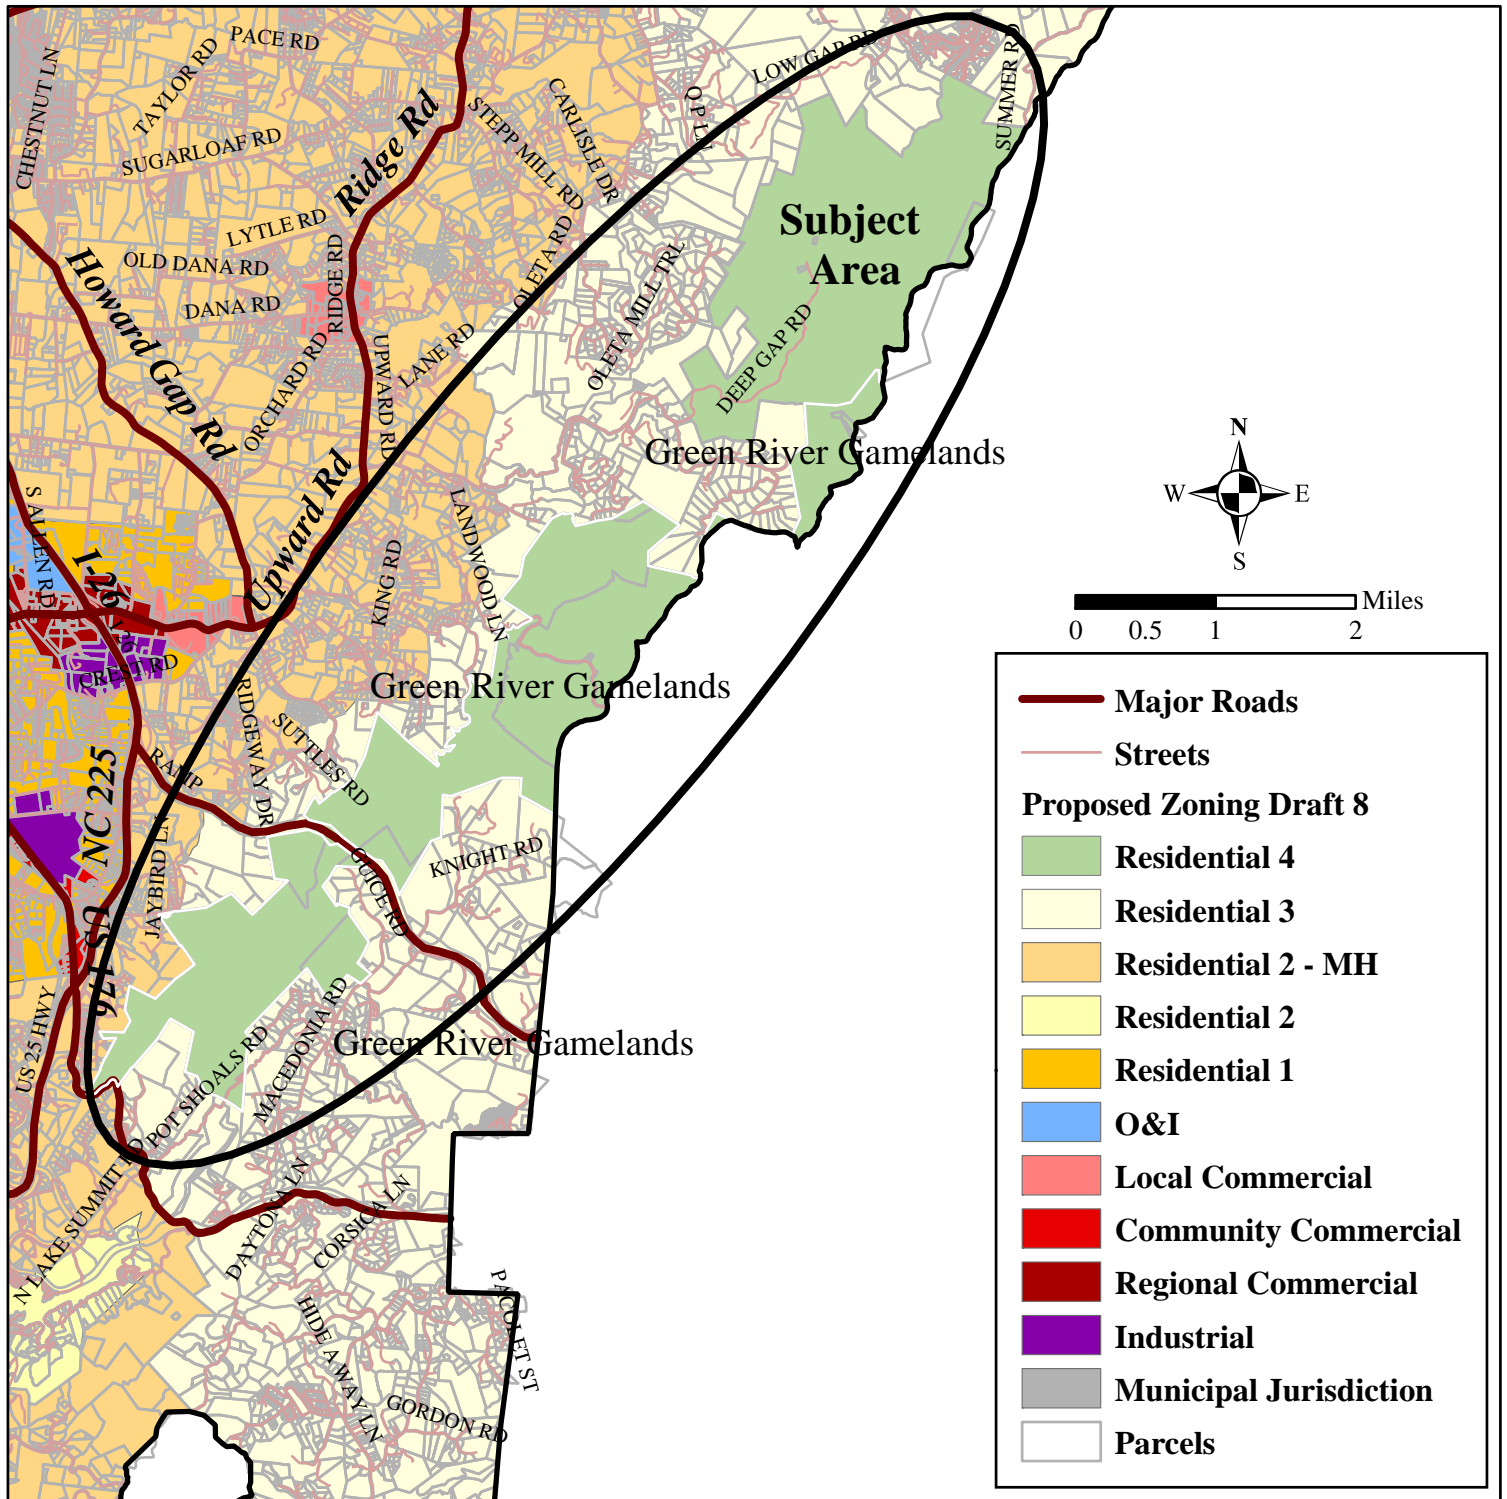 PACE RD
TAYLOR RD
CHESTNUT LN
SUGARLOAF RD
Ridge Rd
STEPP MILL RD
CARLISLE DR
Q P LN
LOW GAP RD
SUMMER RD
LYTLE RD
OLD DANA RD
DANA RD
RIDGE RD
Howard Gap Rd
ORCHARD RD
UPWARD RD
LANE RD
OLETA RD
OLETA MILL TRL
Subject
Area
DEEP GAP RD
Green River Gamelands
S ALLEN RD
I-26
I-26
CREST RD
Upward Rd
KING RD
LANDWOOD LN
Green River Gamelands
RIDGEWAY DR
SUTTLES RD
RAMP
NC 225
JAYBIRD LN
US 176
US 25 HWY
GUICE RD
KNIGHT RD
MACEDONIA RD
POT SHOALS RD
Green River Gamelands
N LAKE SUMMIT RD
DAYTONA LN
CORSICA LN
HIDE A WAY LN
GORDON RD
PACOLET ST
N
W
E
S
Miles
0 0.5 1 2
Major Roads
Streets
Proposed Zoning Draft 8
Residential 4
Residential 3
Residential 2 - MH
Residential 2
Residential 1
O&I
Local Commercial
Community Commercial
Regional Commercial
Industrial
Municipal Jurisdiction
Parcels